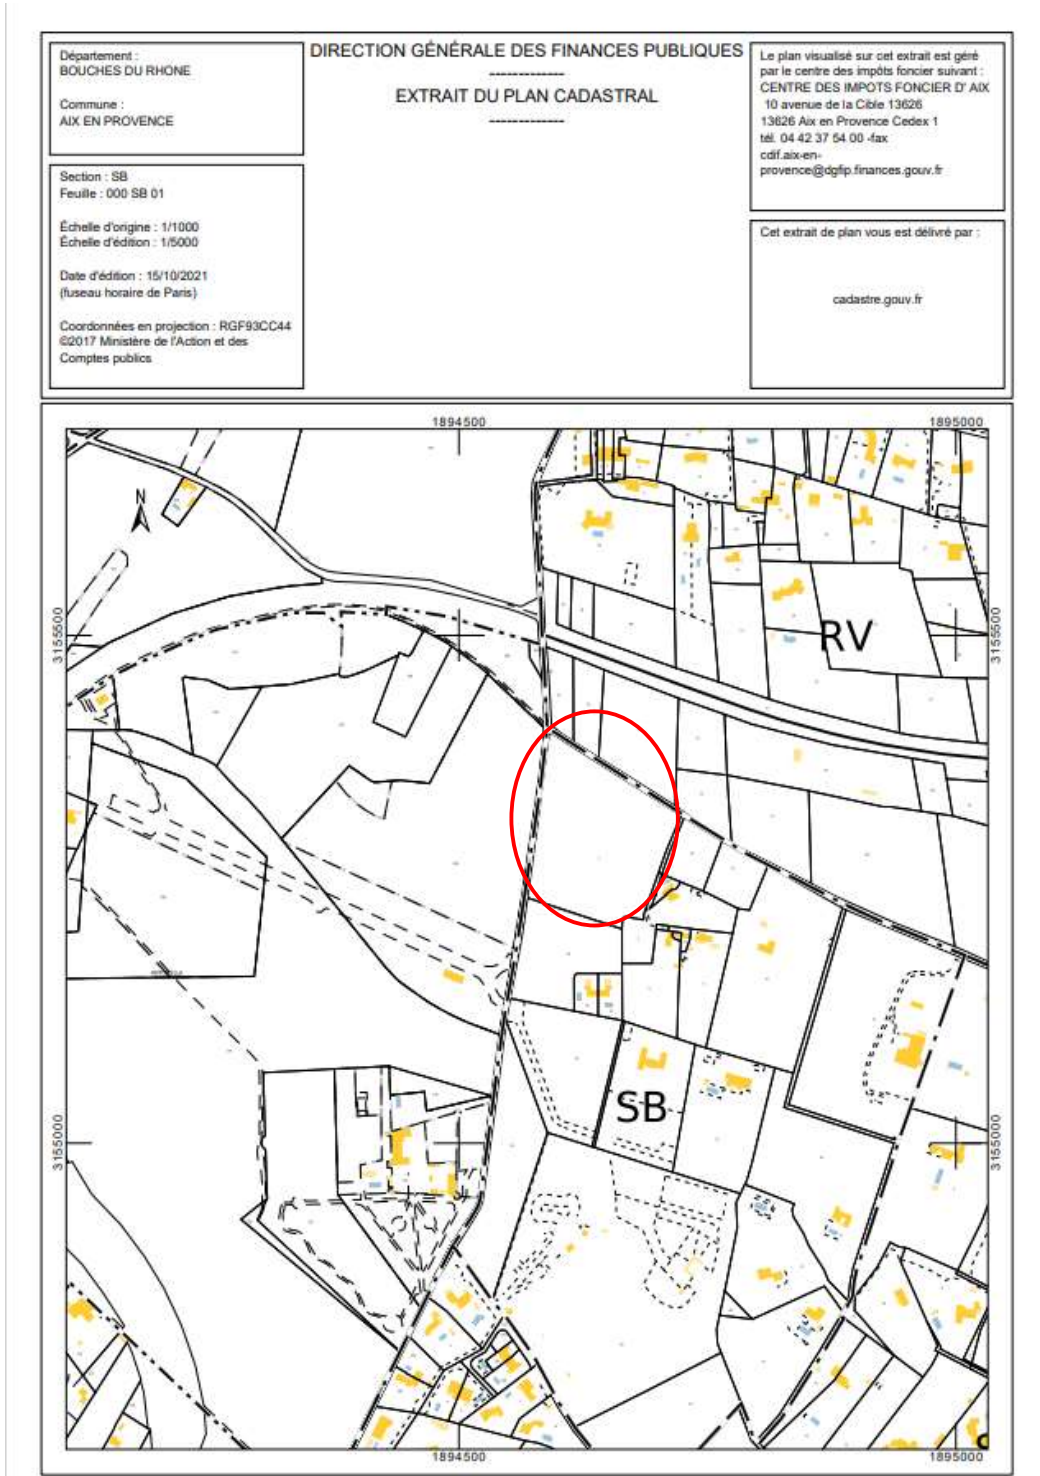 Département :
BOUCHES DU RHONE
Commune :
AIX EN PROVENCE
Section : SB
Feuille : 000 SB 01
Échelle d'origine : 1/1000
Échelle d'édition : 1/5000
Date d'édition : 15/10/2021
(fuseau horaire de Paris)
Coordonnées en projection : RGF93CC44
©2017 Ministère de l'Action et des
Comptes publics
DIRECTION GÉNÉRALE DES FINANCES PUBLIQUES
-------------
EXTRAIT DU PLAN CADASTRAL
-------------
Le plan visualisé sur cet extrait est géré
par le centre des impôts foncier suivant :
CENTRE DES IMPOTS FONCIER D' AIX
10 avenue de la Cible 13626
13626 Aix en Provence Cedex 1
tél. 04 42 37 54 00 -fax
cdif.aix-en-
provence@dgfip.finances.gouv.fr
Cet extrait de plan vous est délivré par :
cadastre.gouv.fr
1894500
1895000
N
3155500
3155500
RV
SB
3155000
3155000
1894500
1895000